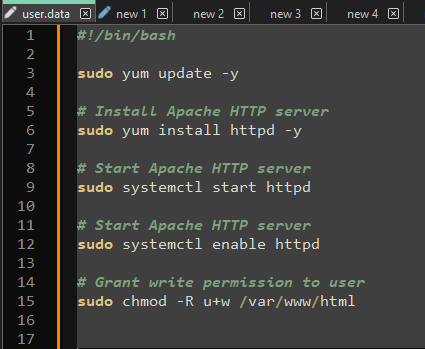 user.data new 1 new 2 new 3 new 4
1 #!/bin/bash
2
3 sudo yum update -y
4
5 # Install Apache HTTP server
6 sudo yum install httpd -y
7
8 # Start Apache HTTP server
9 sudo systemctl start httpd
10
11 # Start Apache HTTP server
12 sudo systemctl enable httpd
13
14 # Grant write permission to user
15 sudo chmod -R u+w /var/www/html
16
17